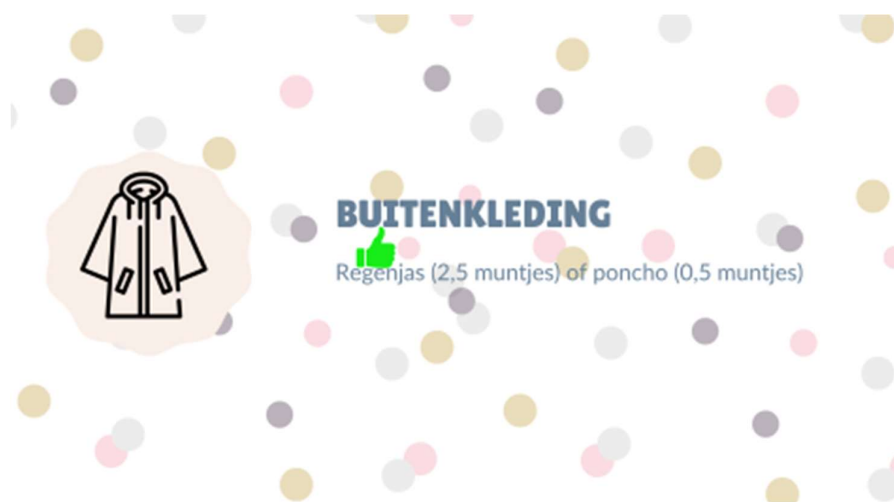 BUITENKLEDING
Regenjas (2,5 muntjes) of poncho (0,5 muntjes)